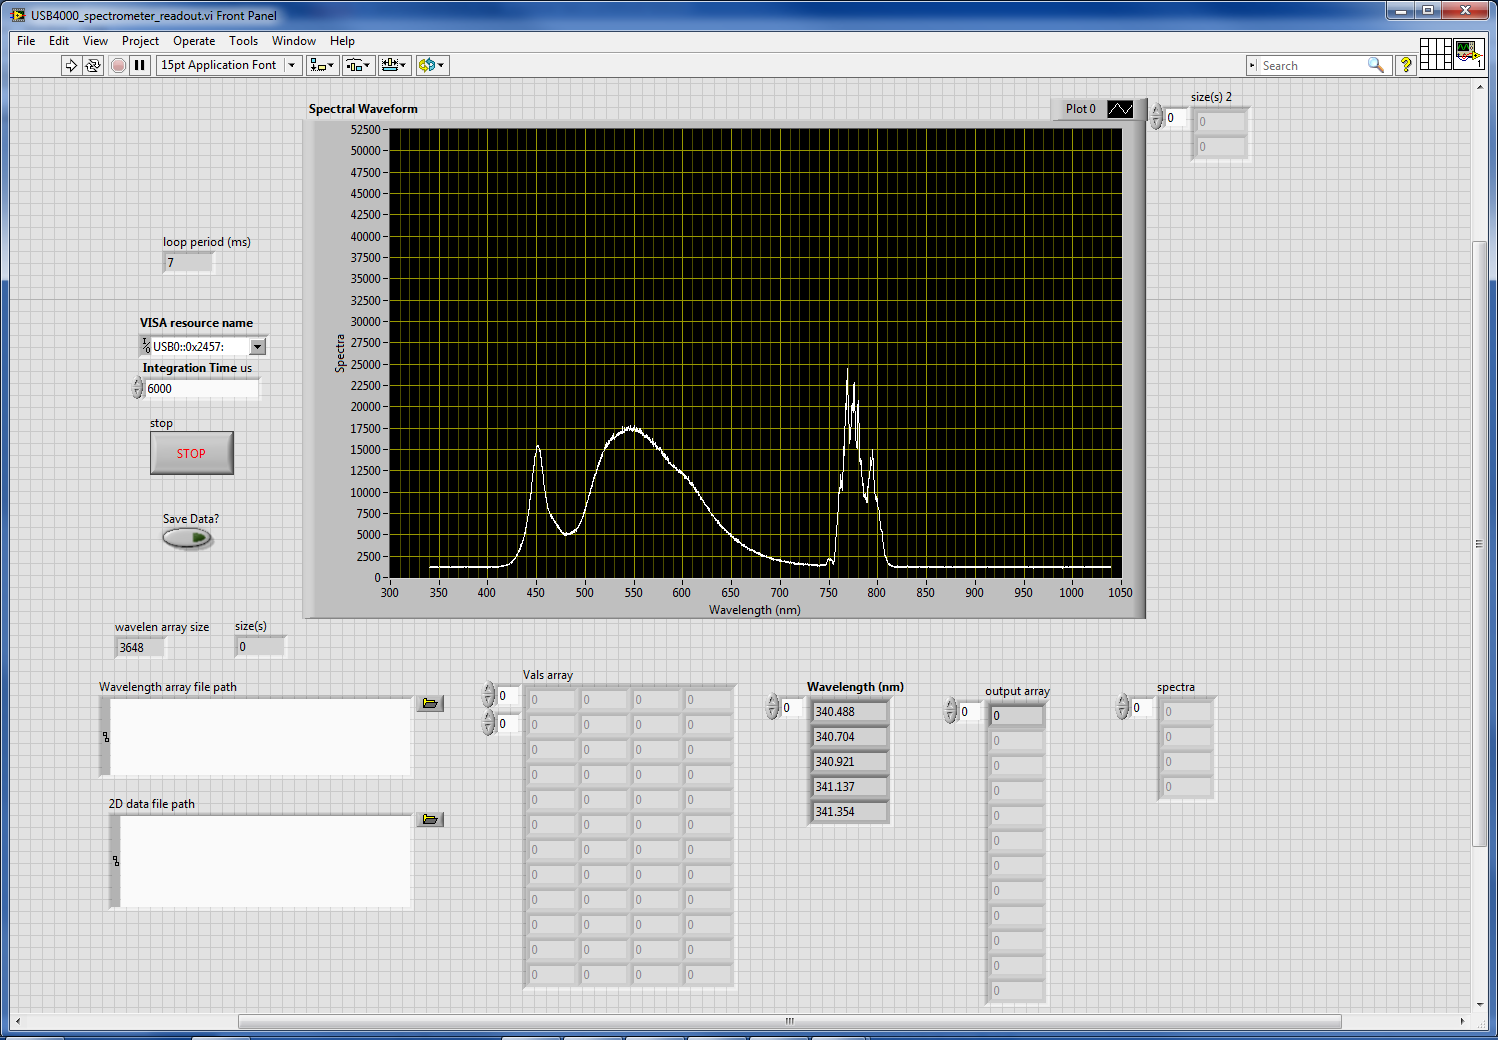 USB4000_spectrometer_readout.vi Front Panel
File Edit View Project Operate Tools Window Help
15pt Application Font
Search
?
1
Spectral Waveform
Plot 0
size(s) 2
0
0
0
52500
50000
47500
45000
42500
40000
37500
35000
32500
30000
27500
25000
22500
20000
17500
15000
12500
10000
7500
5000
2500
0
Spectra
300 350 400 450 500 550 600 650 700 750 800 850 900 950 1000 1050
Wavelength (nm)
loop period (ms)
7
VISA resource name
I/O USB0::0x2457:
Integration Time us
6000
stop
STOP
Save Data?
wavelen array size
3648
size(s)
0
Wavelength array file path
2D data file path
Vals array
0
0
0 0 0 0
0 0 0 0
0 0 0 0
0 0 0 0
0 0 0 0
0 0 0 0
0 0 0 0
0 0 0 0
0 0 0 0
0 0 0 0
0 0 0 0
0 0 0 0
Wavelength (nm)
0
340.488
340.704
340.921
341.137
341.354
output array
0
0
0
0
0
0
0
0
0
0
0
0
0
spectra
0
0
0
0
0